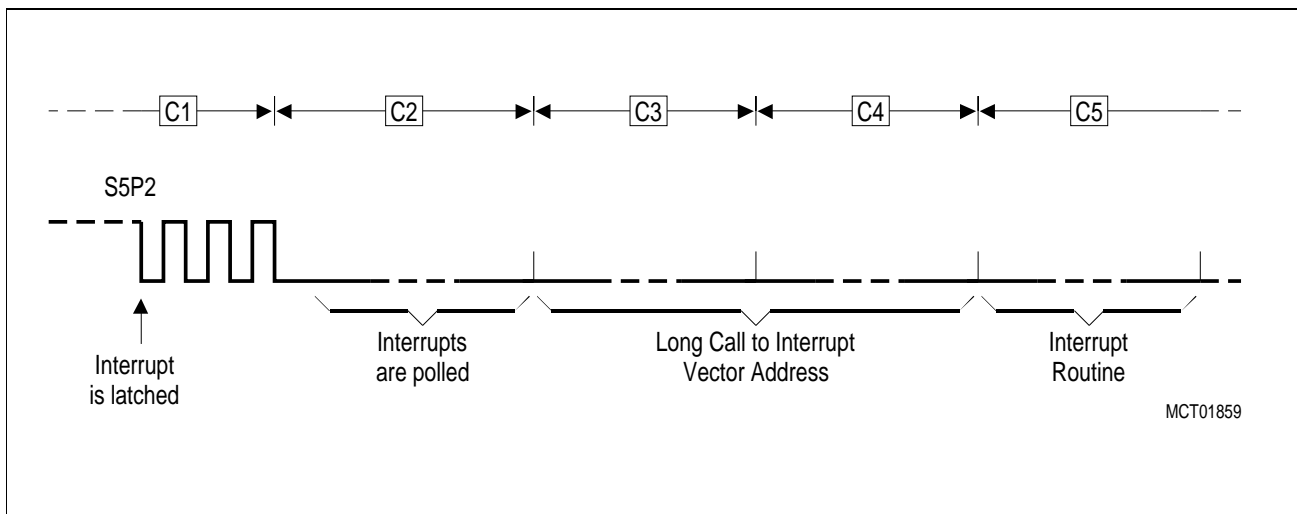 C1
C2
C3
C4
C5
S5P2
Interrupt
is latched
Interrupts
are polled
Long Call to Interrupt
Vector Address
Interrupt
Routine
MCT01859